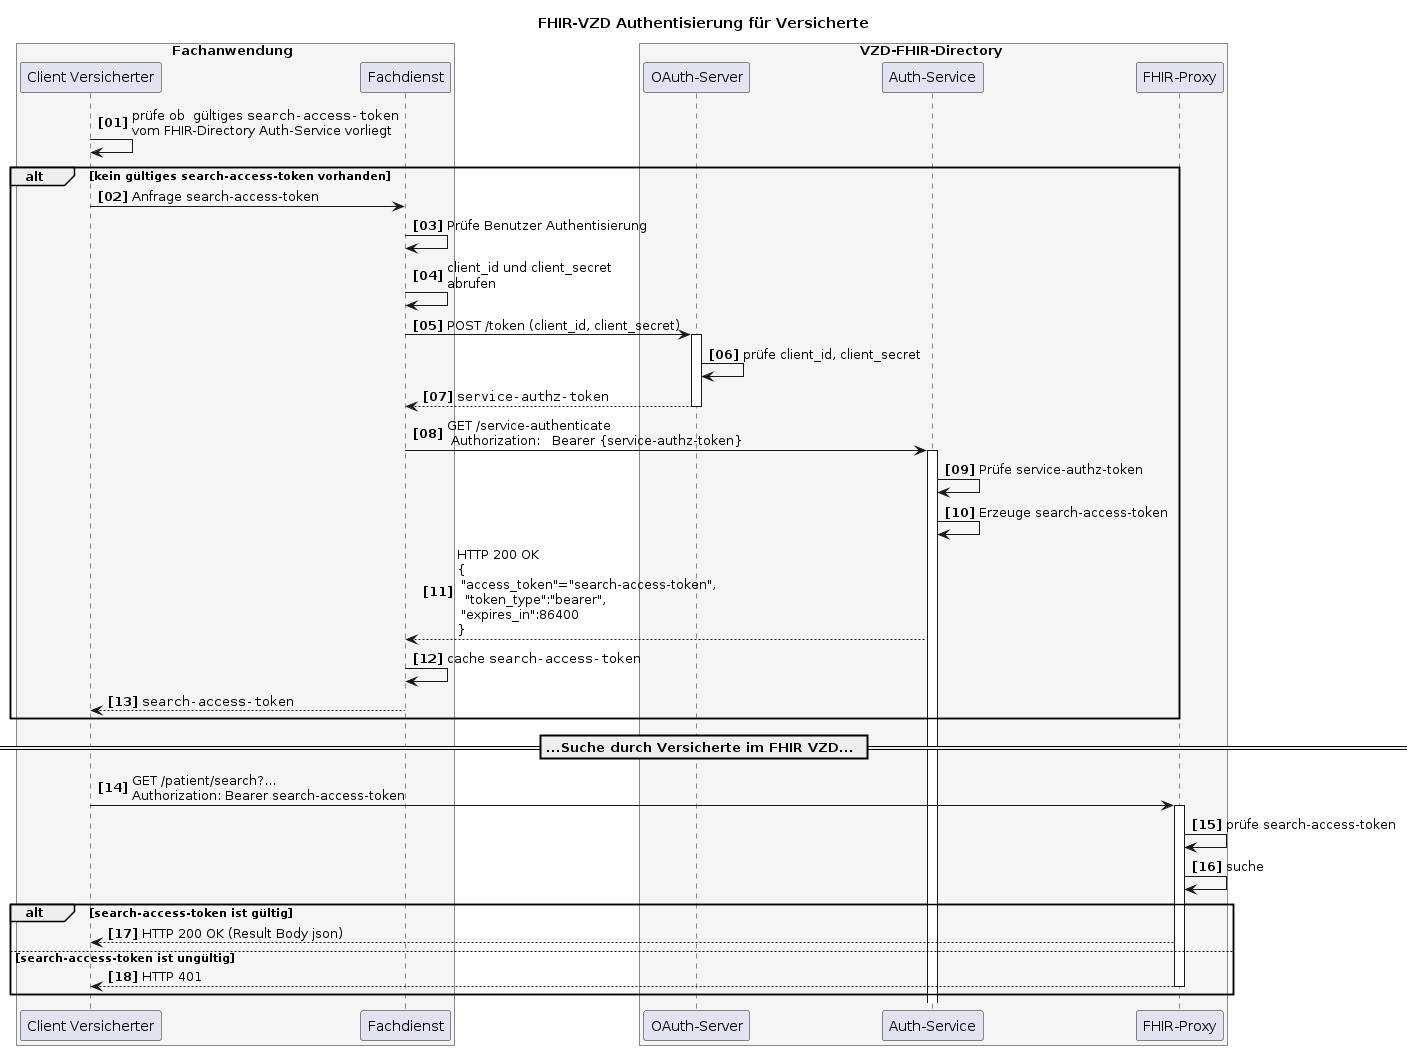 FHIR-VZD Authentisierung für Versicherte
Fachanwendung
VZD-FHIR-Directory
Client Versicherter
Fachdienst
OAuth-Server
Auth-Service
FHIR-Proxy
[01] prüfe ob  gültiges search-access-token
vom FHIR-Directory Auth-Service vorliegt
alt [kein gültiges search-access-token vorhanden]
[02] Anfrage search-access-token
[03] Prüfe Benutzer Authentisierung
[04] client_id und client_secret
abrufen
[05] POST /token (client_id, client_secret)
[06] prüfe client_id, client_secret
[07] service-authz-token
[08] GET /service-authenticate
Authorization:   Bearer {service-authz-token}
[09] Prüfe service-authz-token
[10] Erzeuge search-access-token
[11] HTTP 200 OK
{
"access_token"="search-access-token",
"token_type":"bearer",
"expires_in":86400
}
[12] cache search-access-token
[13] search-access-token
...Suche durch Versicherte im FHIR VZD...
[14] GET /patient/search?...
Authorization: Bearer search-access-token
[15] prüfe search-access-token
[16] suche
alt [search-access-token ist gültig]
[17] HTTP 200 OK (Result Body json)
[search-access-token ist ungültig]
[18] HTTP 401
Client Versicherter
Fachdienst
OAuth-Server
Auth-Service
FHIR-Proxy